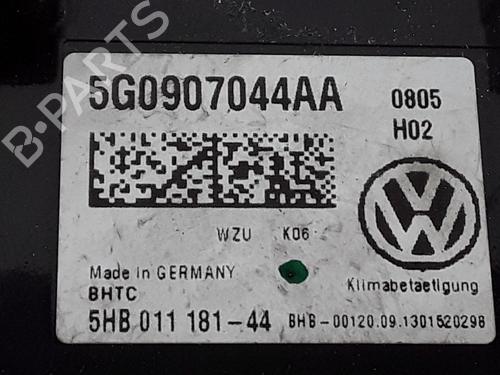 5G0907044AA
0805
H02
WZU K06
Made in GERMANY
BHTC
Klimabetaetigung
5HB 011 181-44
BHB-00120.09.1301520298
B-PARTS